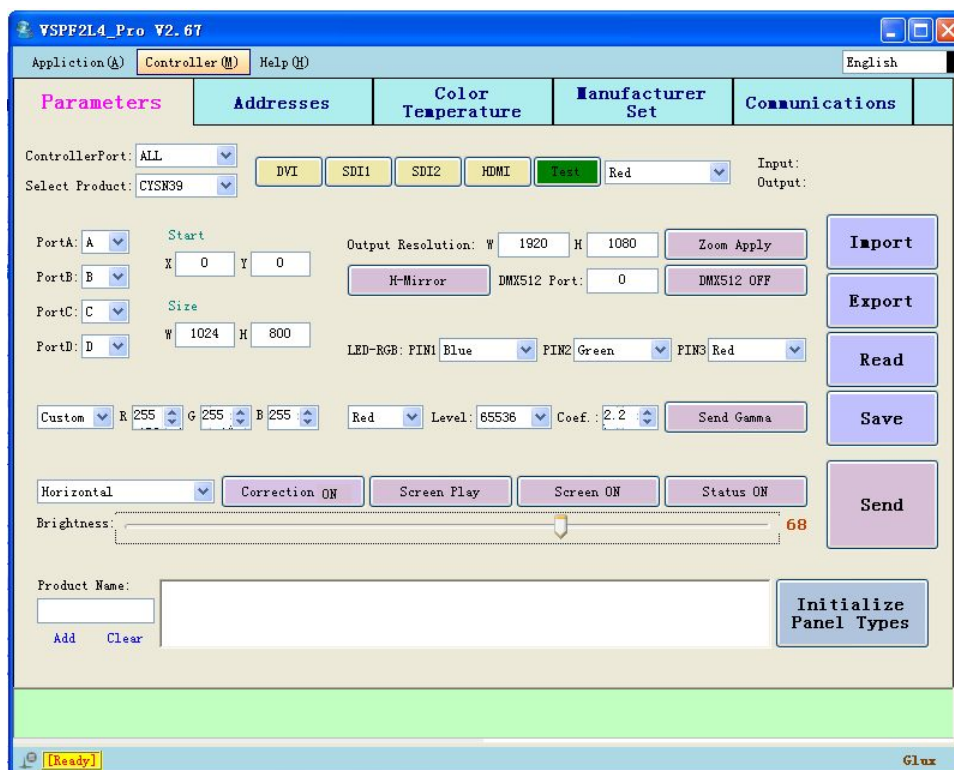 VSPF2L4_Pro V2.67
Appliction(A) Controller(M) Help(H) English
Parameters Addresses Color Temperature Manufacturer Set Communications
ControllerPort: ALL
DVI SDI1 SDI2 HDMI Test Red
Input:
Output:
Select Product: CYSN39
PortA: A
PortB: B
PortC: C
PortD: D
Start
X 0 Y 0
Size
W 1024 H 800
Output Resolution: W 1920 H 1080 Zoom Apply
H-Mirror DMX512 Port: 0 DMX512 OFF
LED-RGB: PIN1 Blue PIN2 Green PIN3 Red
Import
Export
Read
Save
Custom R 255 G 255 B 255 Red Level: 65536 Coef.: 2.2 Send Gamma
Horizontal Correction ON Screen Play Screen ON Status ON
Send
Brightness: 68
Product Name:
Add Clear
Initialize
Panel Types
[Ready] Glux